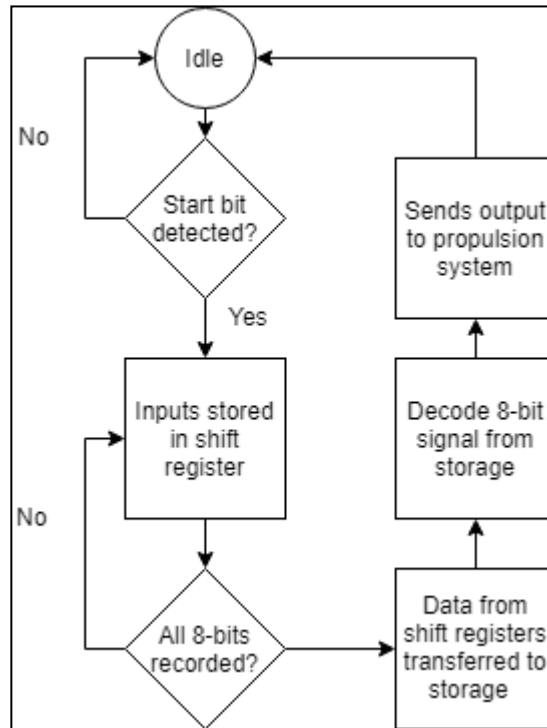 Idle
No
Start bit
detected?
Yes
Inputs stored
in shift
register
No
All 8-bits
recorded?
Data from
shift registers
transferred to
storage
Decode 8-bit
signal from
storage
Sends output
to propulsion
system